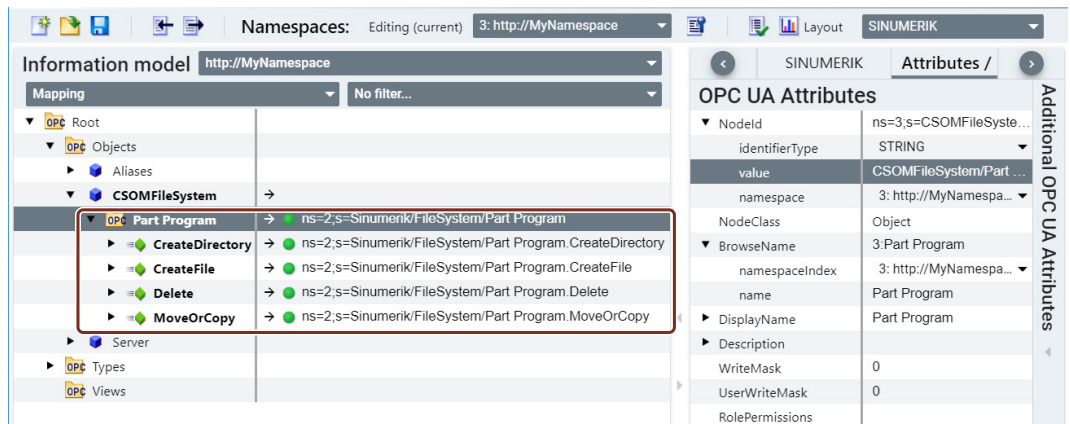 Namespaces: Editing (current) 3: http://MyNamespace Layout SINUMERIK
Information model http://MyNamespace
Mapping No filter...
OPC Root
OPC Objects
Aliases
CSOMFileSystem →
OPC Part Program → ns=2;s=Sinumerik/FileSystem/Part Program
CreateDirectory → ns=2;s=Sinumerik/FileSystem/Part Program.CreateDirectory
CreateFile → ns=2;s=Sinumerik/FileSystem/Part Program.CreateFile
Delete → ns=2;s=Sinumerik/FileSystem/Part Program.Delete
MoveOrCopy → ns=2;s=Sinumerik/FileSystem/Part Program.MoveOrCopy
Server
OPC Types
OPC Views
SINUMERIK Attributes /
OPC UA Attributes
NodeId ns=3;s=CSOMFileSyste...
identifierType STRING
value CSOMFileSystem/Part ...
namespace 3: http://MyNamespa...
NodeClass Object
BrowseName 3:Part Program
namespaceIndex 3: http://MyNamespa...
name Part Program
DisplayName Part Program
Description
WriteMask 0
UserWriteMask 0
RolePermissions
Additional OPC UA Attributes